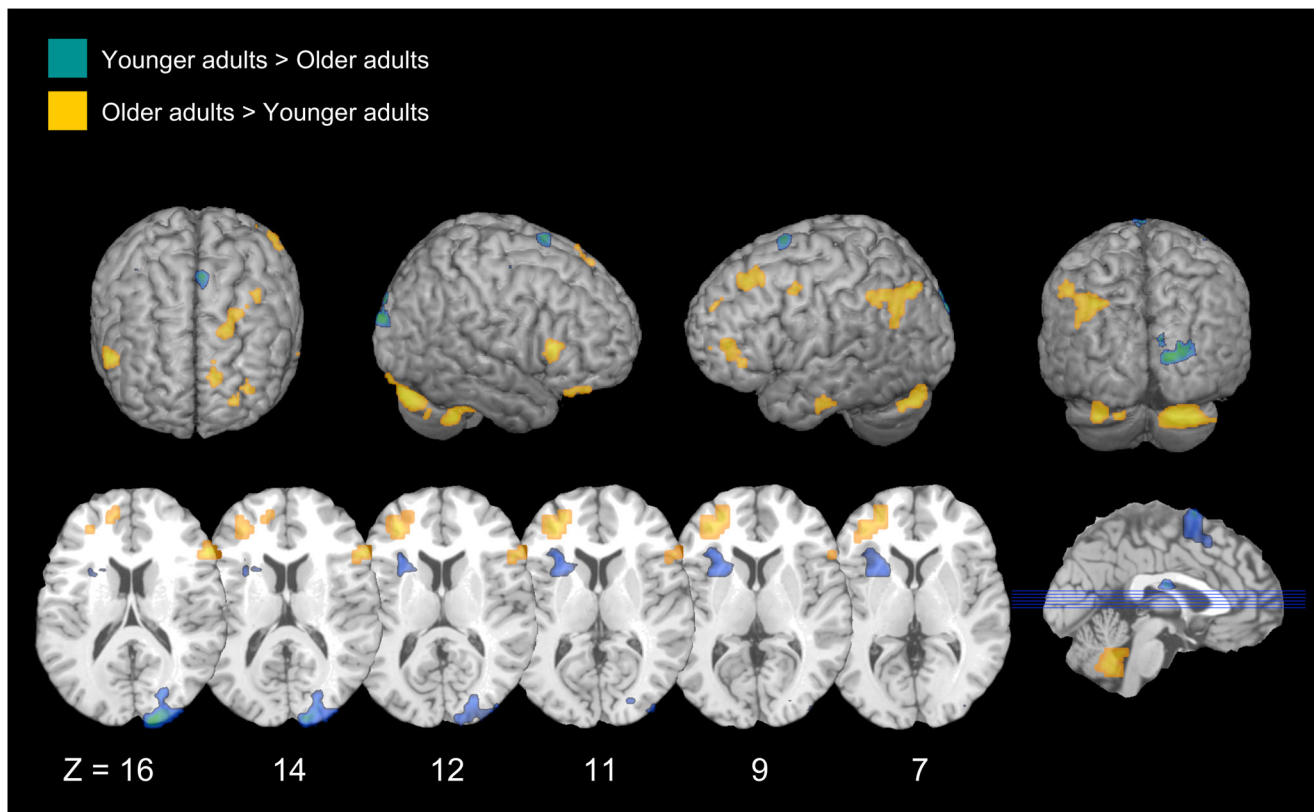 Younger adults > Older adults
Older adults > Younger adults
Z = 16 14 12 11 9 7